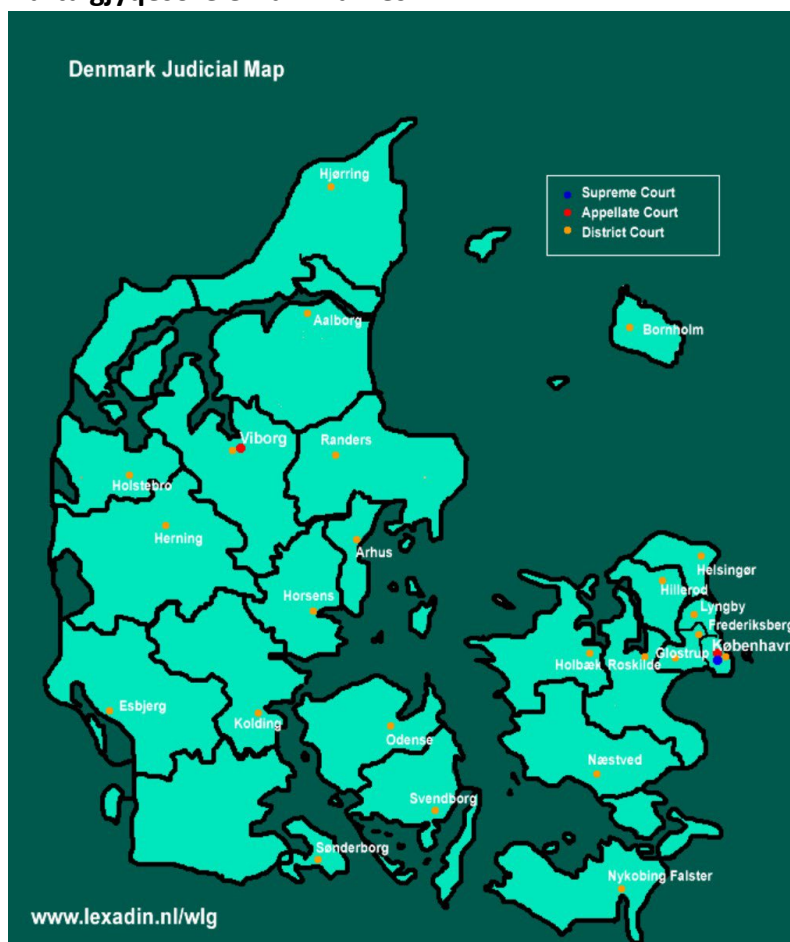 Denmark Judicial Map
Hjørring
Supreme Court
Appellate Court
District Court
Aalborg
Bornholm
Viborg
Randers
Holstebro
Herning
Arhus
Helsingør
Hillerod
Horsens
Lyngby
Frederiksberg
København
Holbæk
Roskilde
Glostrup
Esbjerg
Kolding
Odense
Næstved
Svendborg
Sønderborg
Nykobing Falster
www.lexadin.nl/wlg